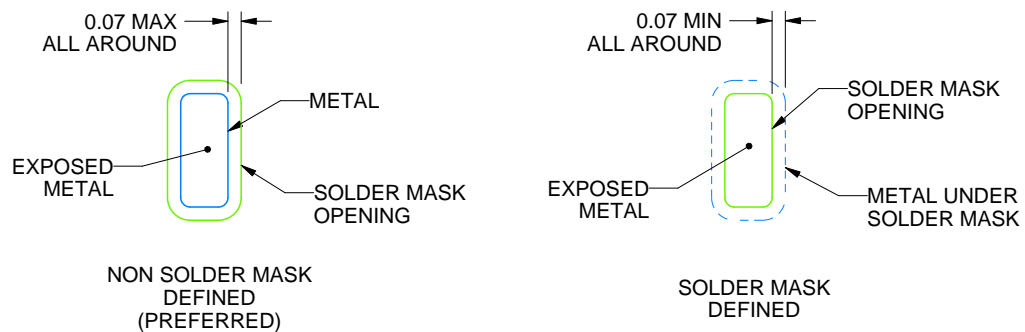 0.07 MAX
ALL AROUND
METAL
EXPOSED
METAL
SOLDER MASK
OPENING
NON SOLDER MASK
DEFINED
(PREFERRED)
0.07 MIN
ALL AROUND
SOLDER MASK
OPENING
EXPOSED
METAL
METAL UNDER
SOLDER MASK
SOLDER MASK
DEFINED